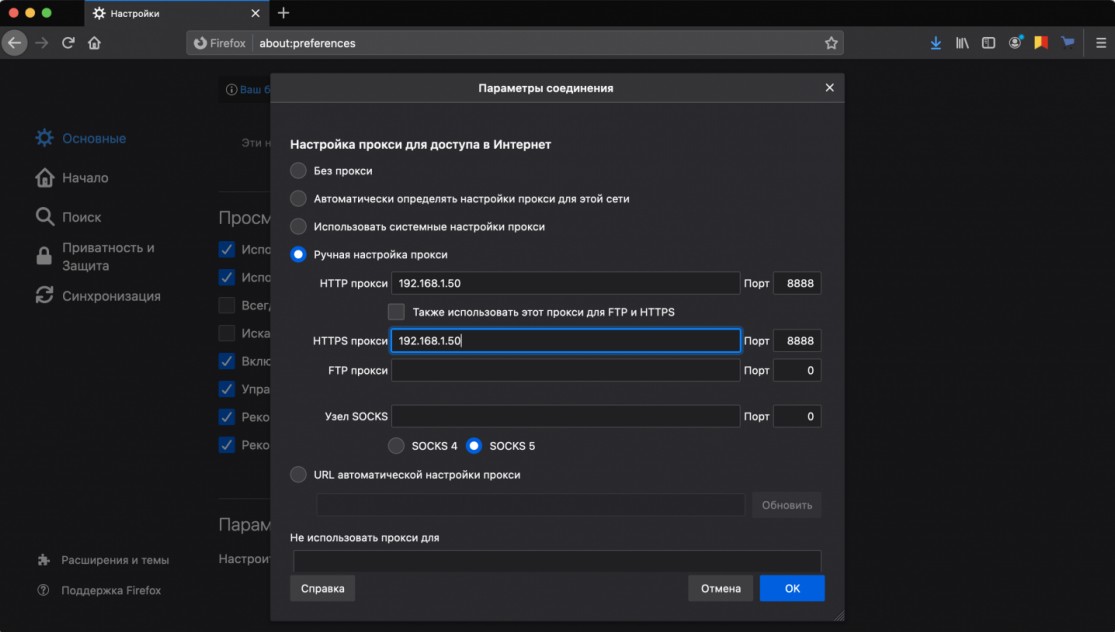 Настройки
Firefox about:preferences
Параметры соединения
Ваш б
Основные
Эти н
Настройка прокси для доступа в Интернет
Без прокси
Начало
Автоматически определять настройки прокси для этой сети
Поиск
Просм
Использовать системные настройки прокси
Приватность и
Защита
Испо
Ручная настройка прокси
Испо
HTTP прокси 192.168.1.50 Порт 8888
Синхронизация
Всег
Также использовать этот прокси для FTP и HTTPS
Иска
HTTPS прокси 192.168.1.50 Порт 8888
Вклю
FTP прокси Порт 0
Упра
Реко
Узел SOCKS Порт 0
Реко
SOCKS 4 SOCKS 5
URL автоматической настройки прокси
Обновить
Парам
Не использовать прокси для
Расширения и темы
Настрои
Поддержка Firefox
Справка Отмена ОК